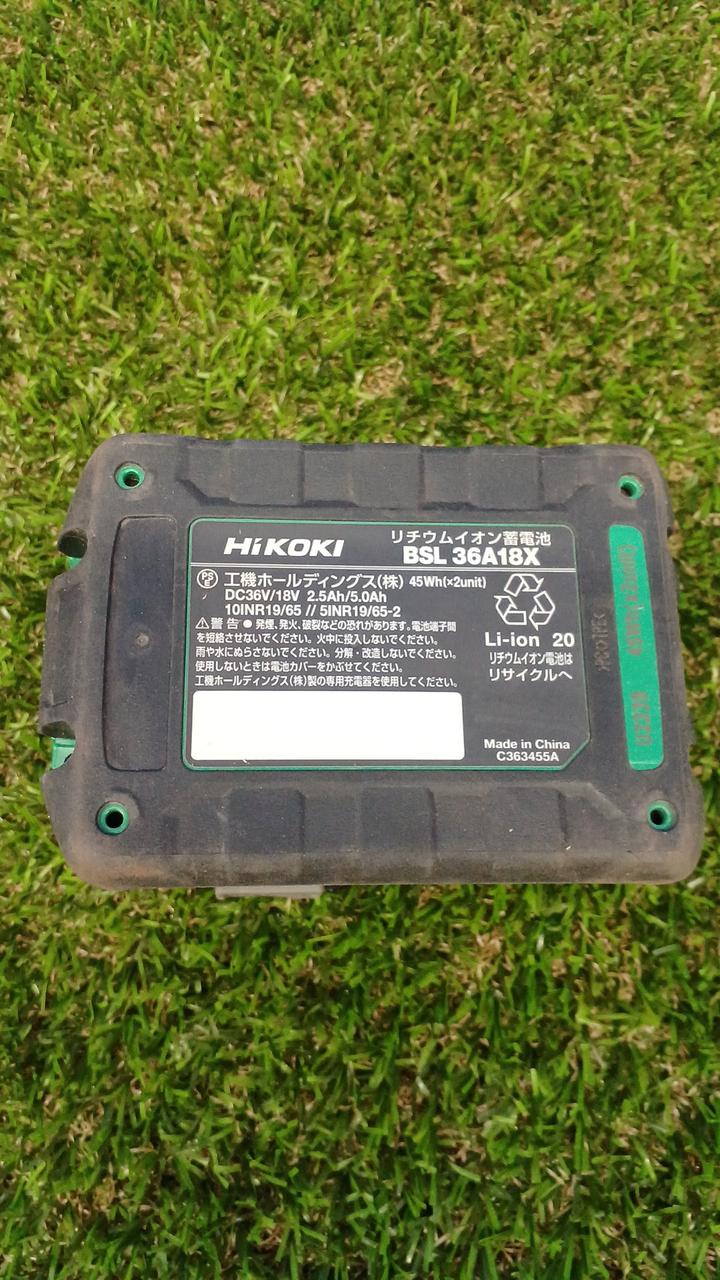 HiKOKI
リチウムイオン蓄電池
BSL 36A18X
PS E 工機ホールディングス(株) 45Wh(×2unit)
DC36V/18V 2.5Ah/5.0Ah
10INR19/65 // 5INR19/65-2
⚠警告 ● 発煙、発火、破裂などの恐れがあります。電池端子間
を短絡させないでください。火中に投入しないでください。
雨や水にぬらさないでください。分解・改造しないでください。
使用しないときは電池カバーをかぶせてください。
工機ホールディングス(株)製の専用充電器を使用してください。
Li-ion 20
リチウムイオン電池は
リサイクルへ
Made in China
C363455A